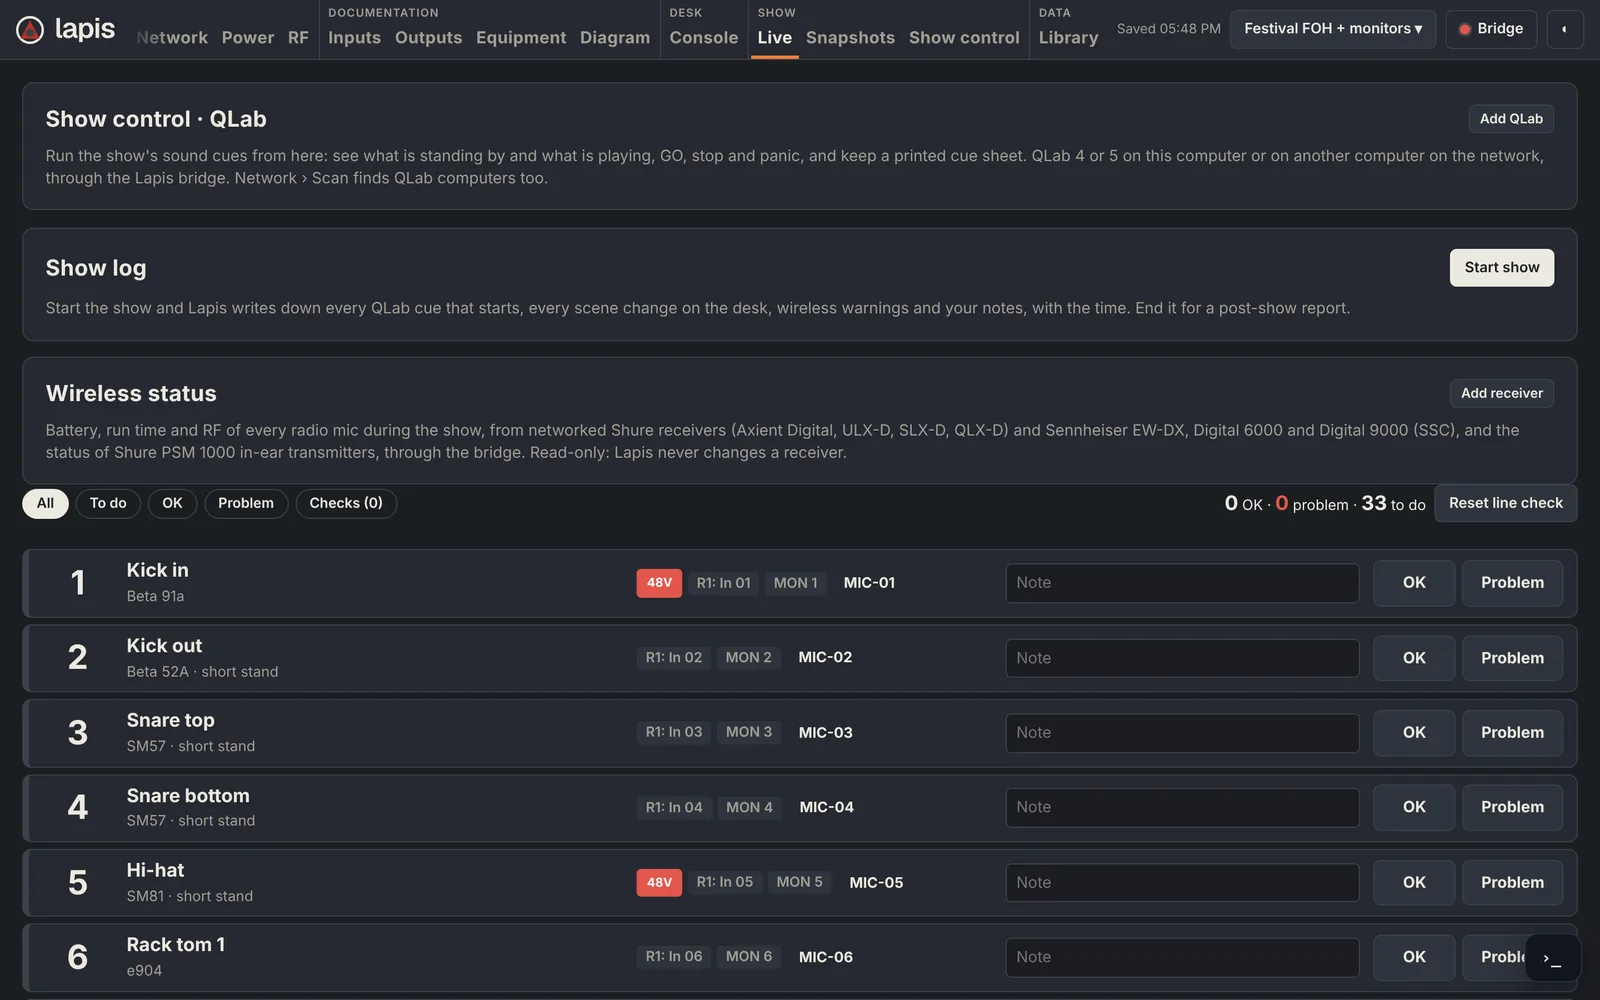 lapis
Network Power RF
DOCUMENTATION
Inputs Outputs Equipment Diagram
DESK
Console
SHOW
Live Snapshots Show control
DATA
Library
Saved 05:48 PM
Festival FOH + monitors ▾
Bridge
Show control · QLab
Add QLab
Run the show's sound cues from here: see what is standing by and what is playing, GO, stop and panic, and keep a printed cue sheet. QLab 4 or 5 on this computer or on another computer on the network,
through the Lapis bridge. Network › Scan finds QLab computers too.
Show log
Start show
Start the show and Lapis writes down every QLab cue that starts, every scene change on the desk, wireless warnings and your notes, with the time. End it for a post-show report.
Wireless status
Add receiver
Battery, run time and RF of every radio mic during the show, from networked Shure receivers (Axient Digital, ULX-D, SLX-D, QLX-D) and Sennheiser EW-DX, Digital 6000 and Digital 9000 (SSC), and the
status of Shure PSM 1000 in-ear transmitters, through the bridge. Read-only: Lapis never changes a receiver.
All To do OK Problem Checks (0)
0 OK · 0 problem · 33 to do
Reset line check
1 Kick in
Beta 91a
48V R1: In 01 MON 1 MIC-01
Note
OK Problem
2 Kick out
Beta 52A · short stand
R1: In 02 MON 2 MIC-02
Note
OK Problem
3 Snare top
SM57 · short stand
R1: In 03 MON 3 MIC-03
Note
OK Problem
4 Snare bottom
SM57 · short stand
R1: In 04 MON 4 MIC-04
Note
OK Problem
5 Hi-hat
SM81 · short stand
48V R1: In 05 MON 5 MIC-05
Note
OK Problem
6 Rack tom 1
e904
R1: In 06 MON 6 MIC-06
Note
OK Proble
›_